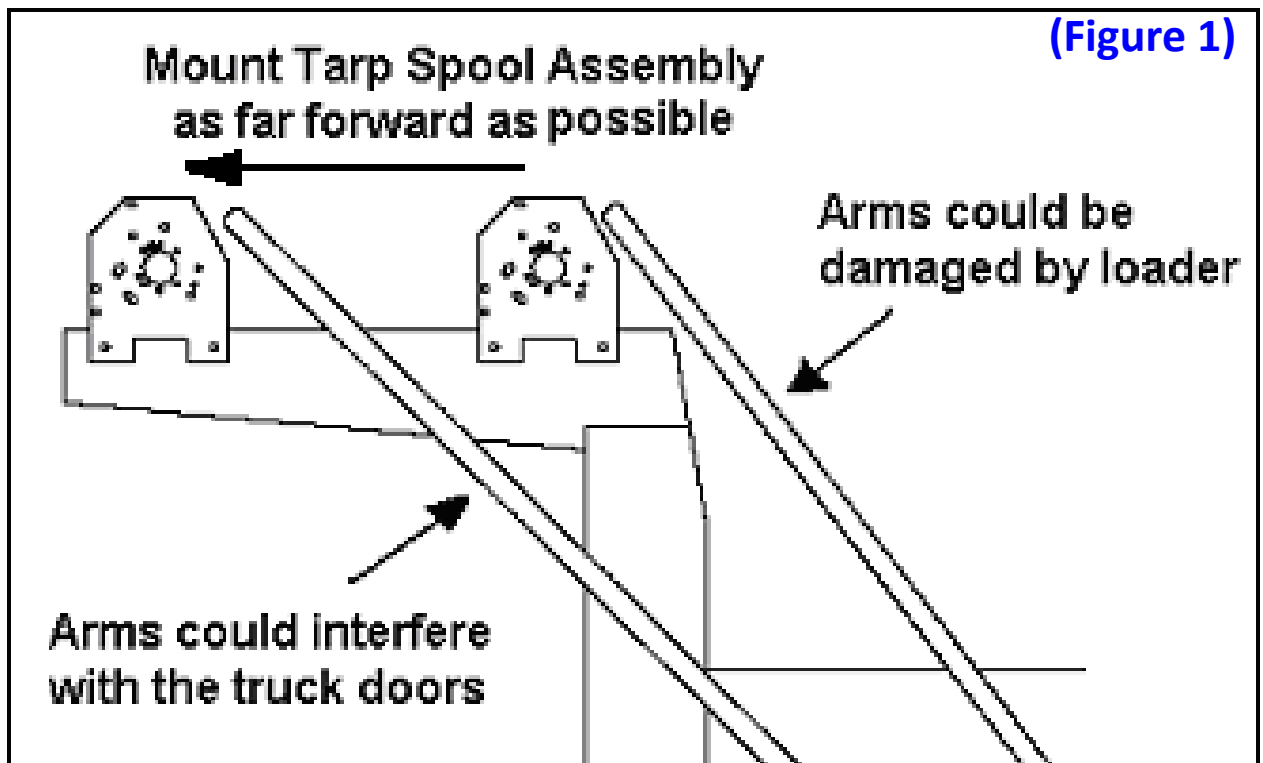 (Figure 1)
Mount Tarp Spool Assembly
as far forward as possible
Arms could be
damaged by loader
Arms could interfere
with the truck doors